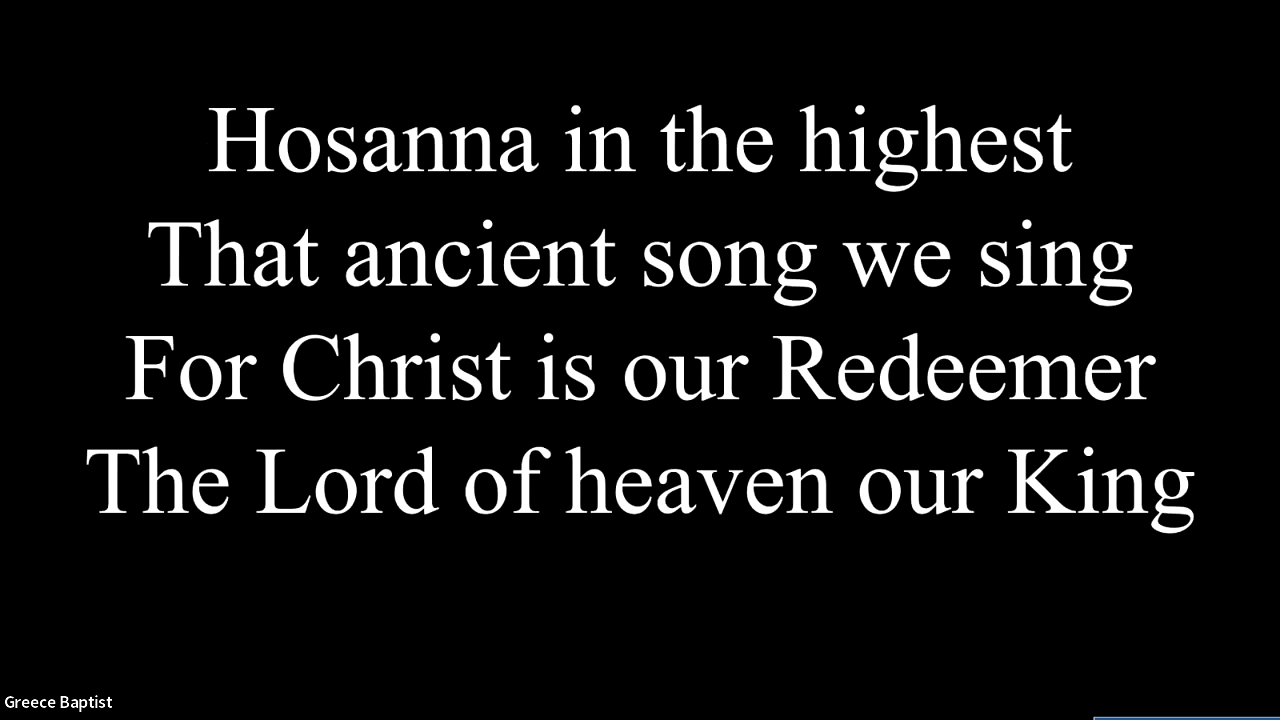 Hosanna in the highest
That ancient song we sing
For Christ is our Redeemer
The Lord of heaven our King
Greece Baptist